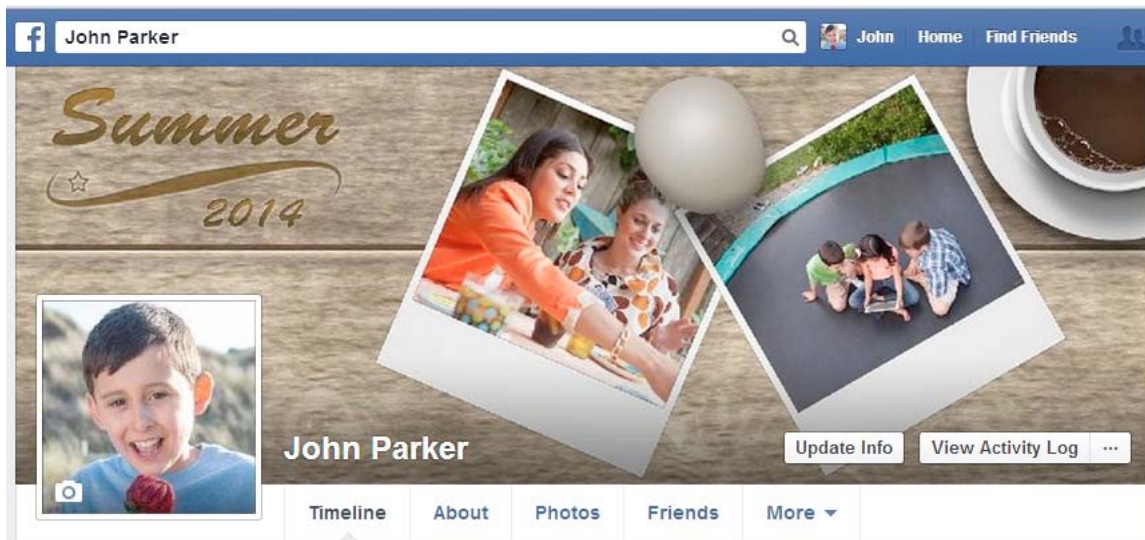 f John Parker John Home Find Friends
Summer
2014
John Parker
Update Info View Activity Log ...
Timeline About Photos Friends More